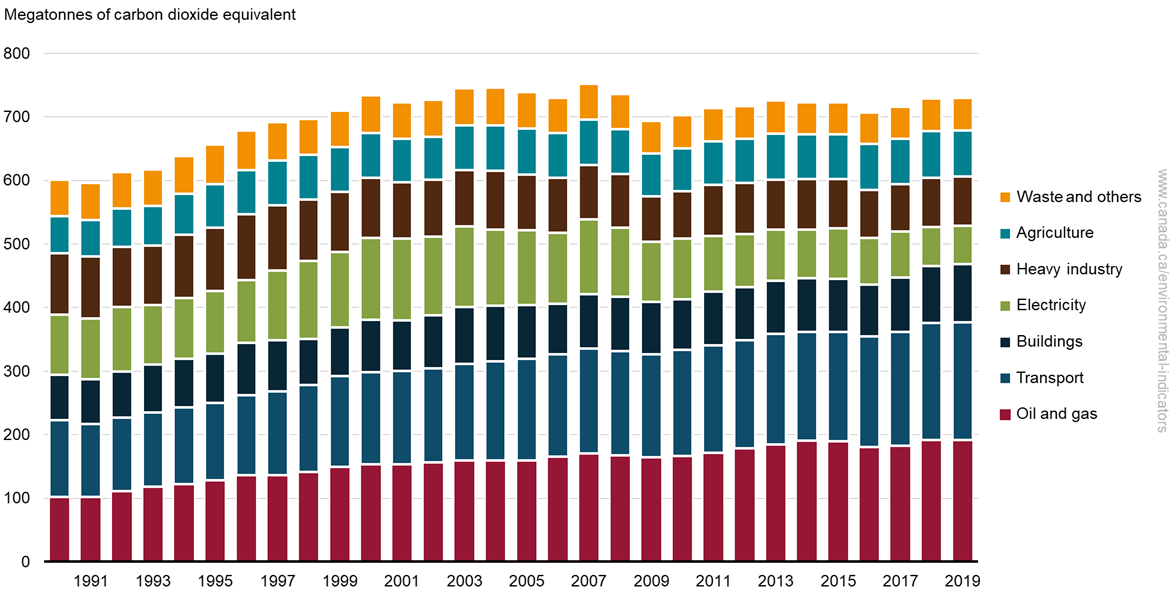 Megatonnes of carbon dioxide equivalent
800
700
600
500
400
300
200
100
0
1991 1993 1995 1997 1999 2001 2003 2005 2007 2009 2011 2013 2015 2017 2019
Waste and others
Agriculture
Heavy industry
Electricity
Buildings
Transport
Oil and gas
www.canada.ca/environmental-indicators